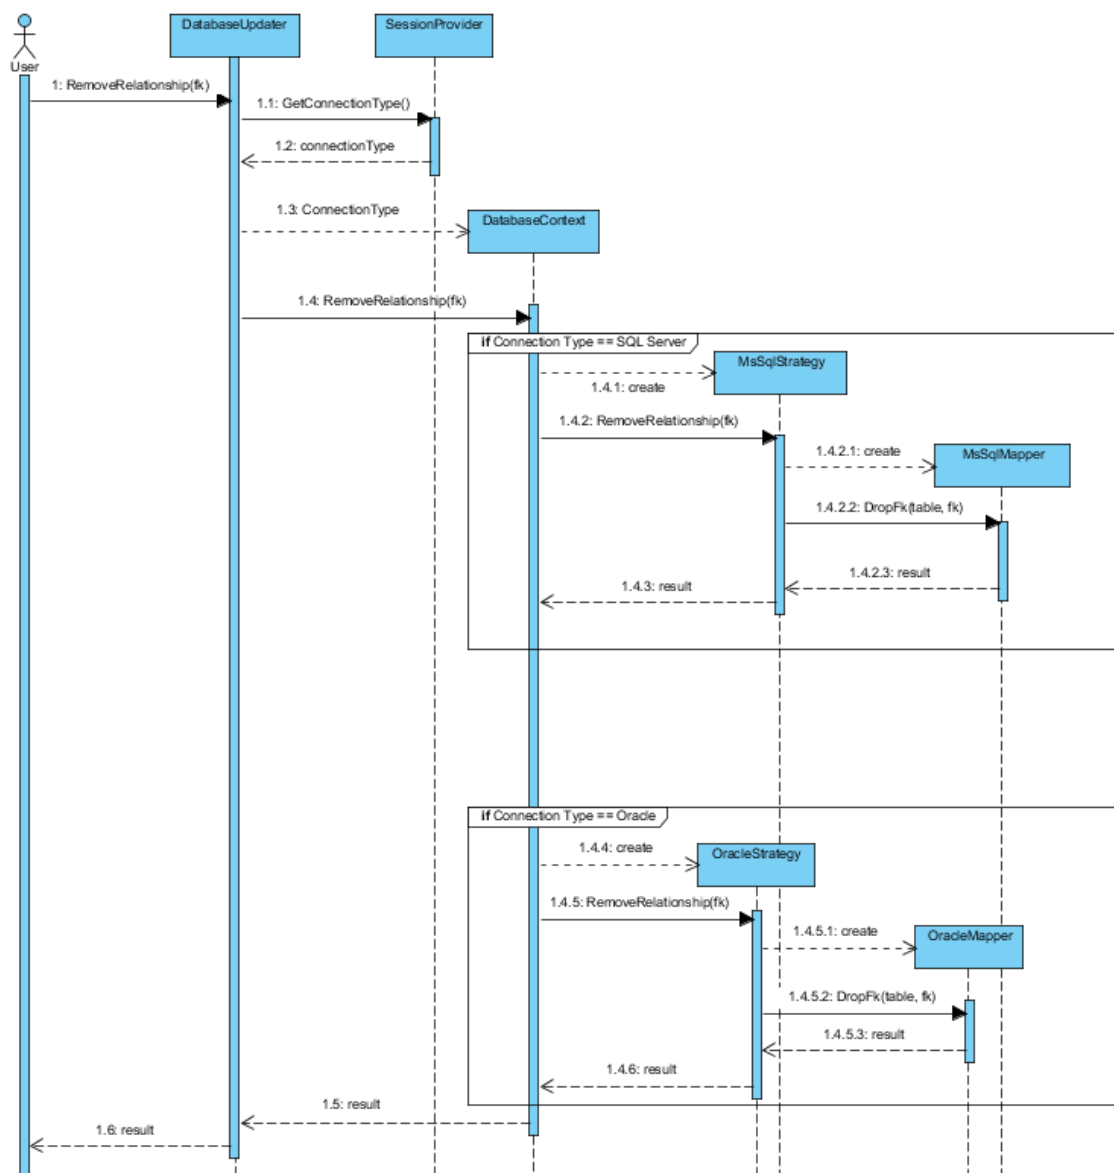 DatabaseUpdater
SessionProvider
User
1: RemoveRelationship(fk)
1.1: GetConnectionType()
1.2: connectionType
1.3: ConnectionType
DatabaseContext
1.4: RemoveRelationship(fk)
if Connection Type == SQL Server
MsSqlStrategy
1.4.1: create
1.4.2: RemoveRelationship(fk)
1.4.2.1: create
MsSqlMapper
1.4.2.2: DropFk(table, fk)
1.4.2.3: result
1.4.3: result
if Connection Type == Oracle
1.4.4: create
OracleStrategy
1.4.5: RemoveRelationship(fk)
1.4.5.1: create
OracleMapper
1.4.5.2: DropFk(table, fk)
1.4.5.3: result
1.4.6: result
1.5: result
1.6: result